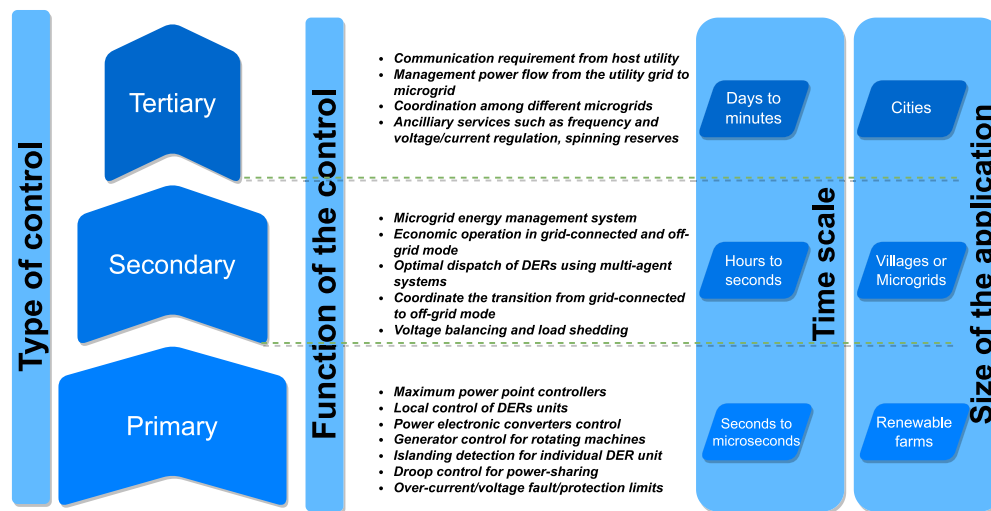 Type of control
Tertiary
Secondary
Primary
Function of the control
• Communication requirement from host utility
• Management power flow from the utility grid to
microgrid
• Coordination among different microgrids
• Ancilliary services such as frequency and
voltage/current regulation, spinning reserves
• Microgrid energy management system
• Economic operation in grid-connected and off-
grid mode
• Optimal dispatch of DERs using multi-agent
systems
• Coordinate the transition from grid-connected
to off-grid mode
• Voltage balancing and load shedding
• Maximum power point controllers
• Local control of DERs units
• Power electronic converters control
• Generator control for rotating machines
• Islanding detection for individual DER unit
• Droop control for power-sharing
• Over-current/voltage fault/protection limits
Days to
minutes
Hours to
seconds
Seconds to
microseconds
Time scale
Cities
Villages or
Microgrids
Renewable
farms
Size of the application